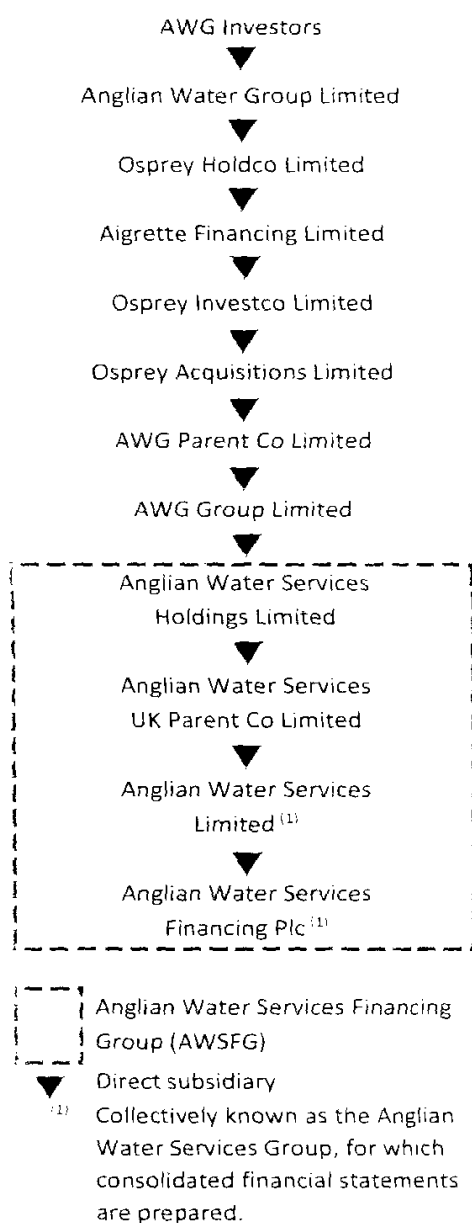 AWG Investors
Anglian Water Group Limited
Osprey Holdco Limited
Aigrette Financing Limited
Osprey Investco Limited
Osprey Acquisitions Limited
AWG Parent Co Limited
AWG Group Limited
Anglian Water Services
Holdings Limited
Anglian Water Services
UK Parent Co Limited
Anglian Water Services
Limited (1)
Anglian Water Services
Financing Plc (1)
Anglian Water Services Financing
Group (AWSFG)
Direct subsidiary
(1) Collectively known as the Anglian
Water Services Group, for which
consolidated financial statements
are prepared.